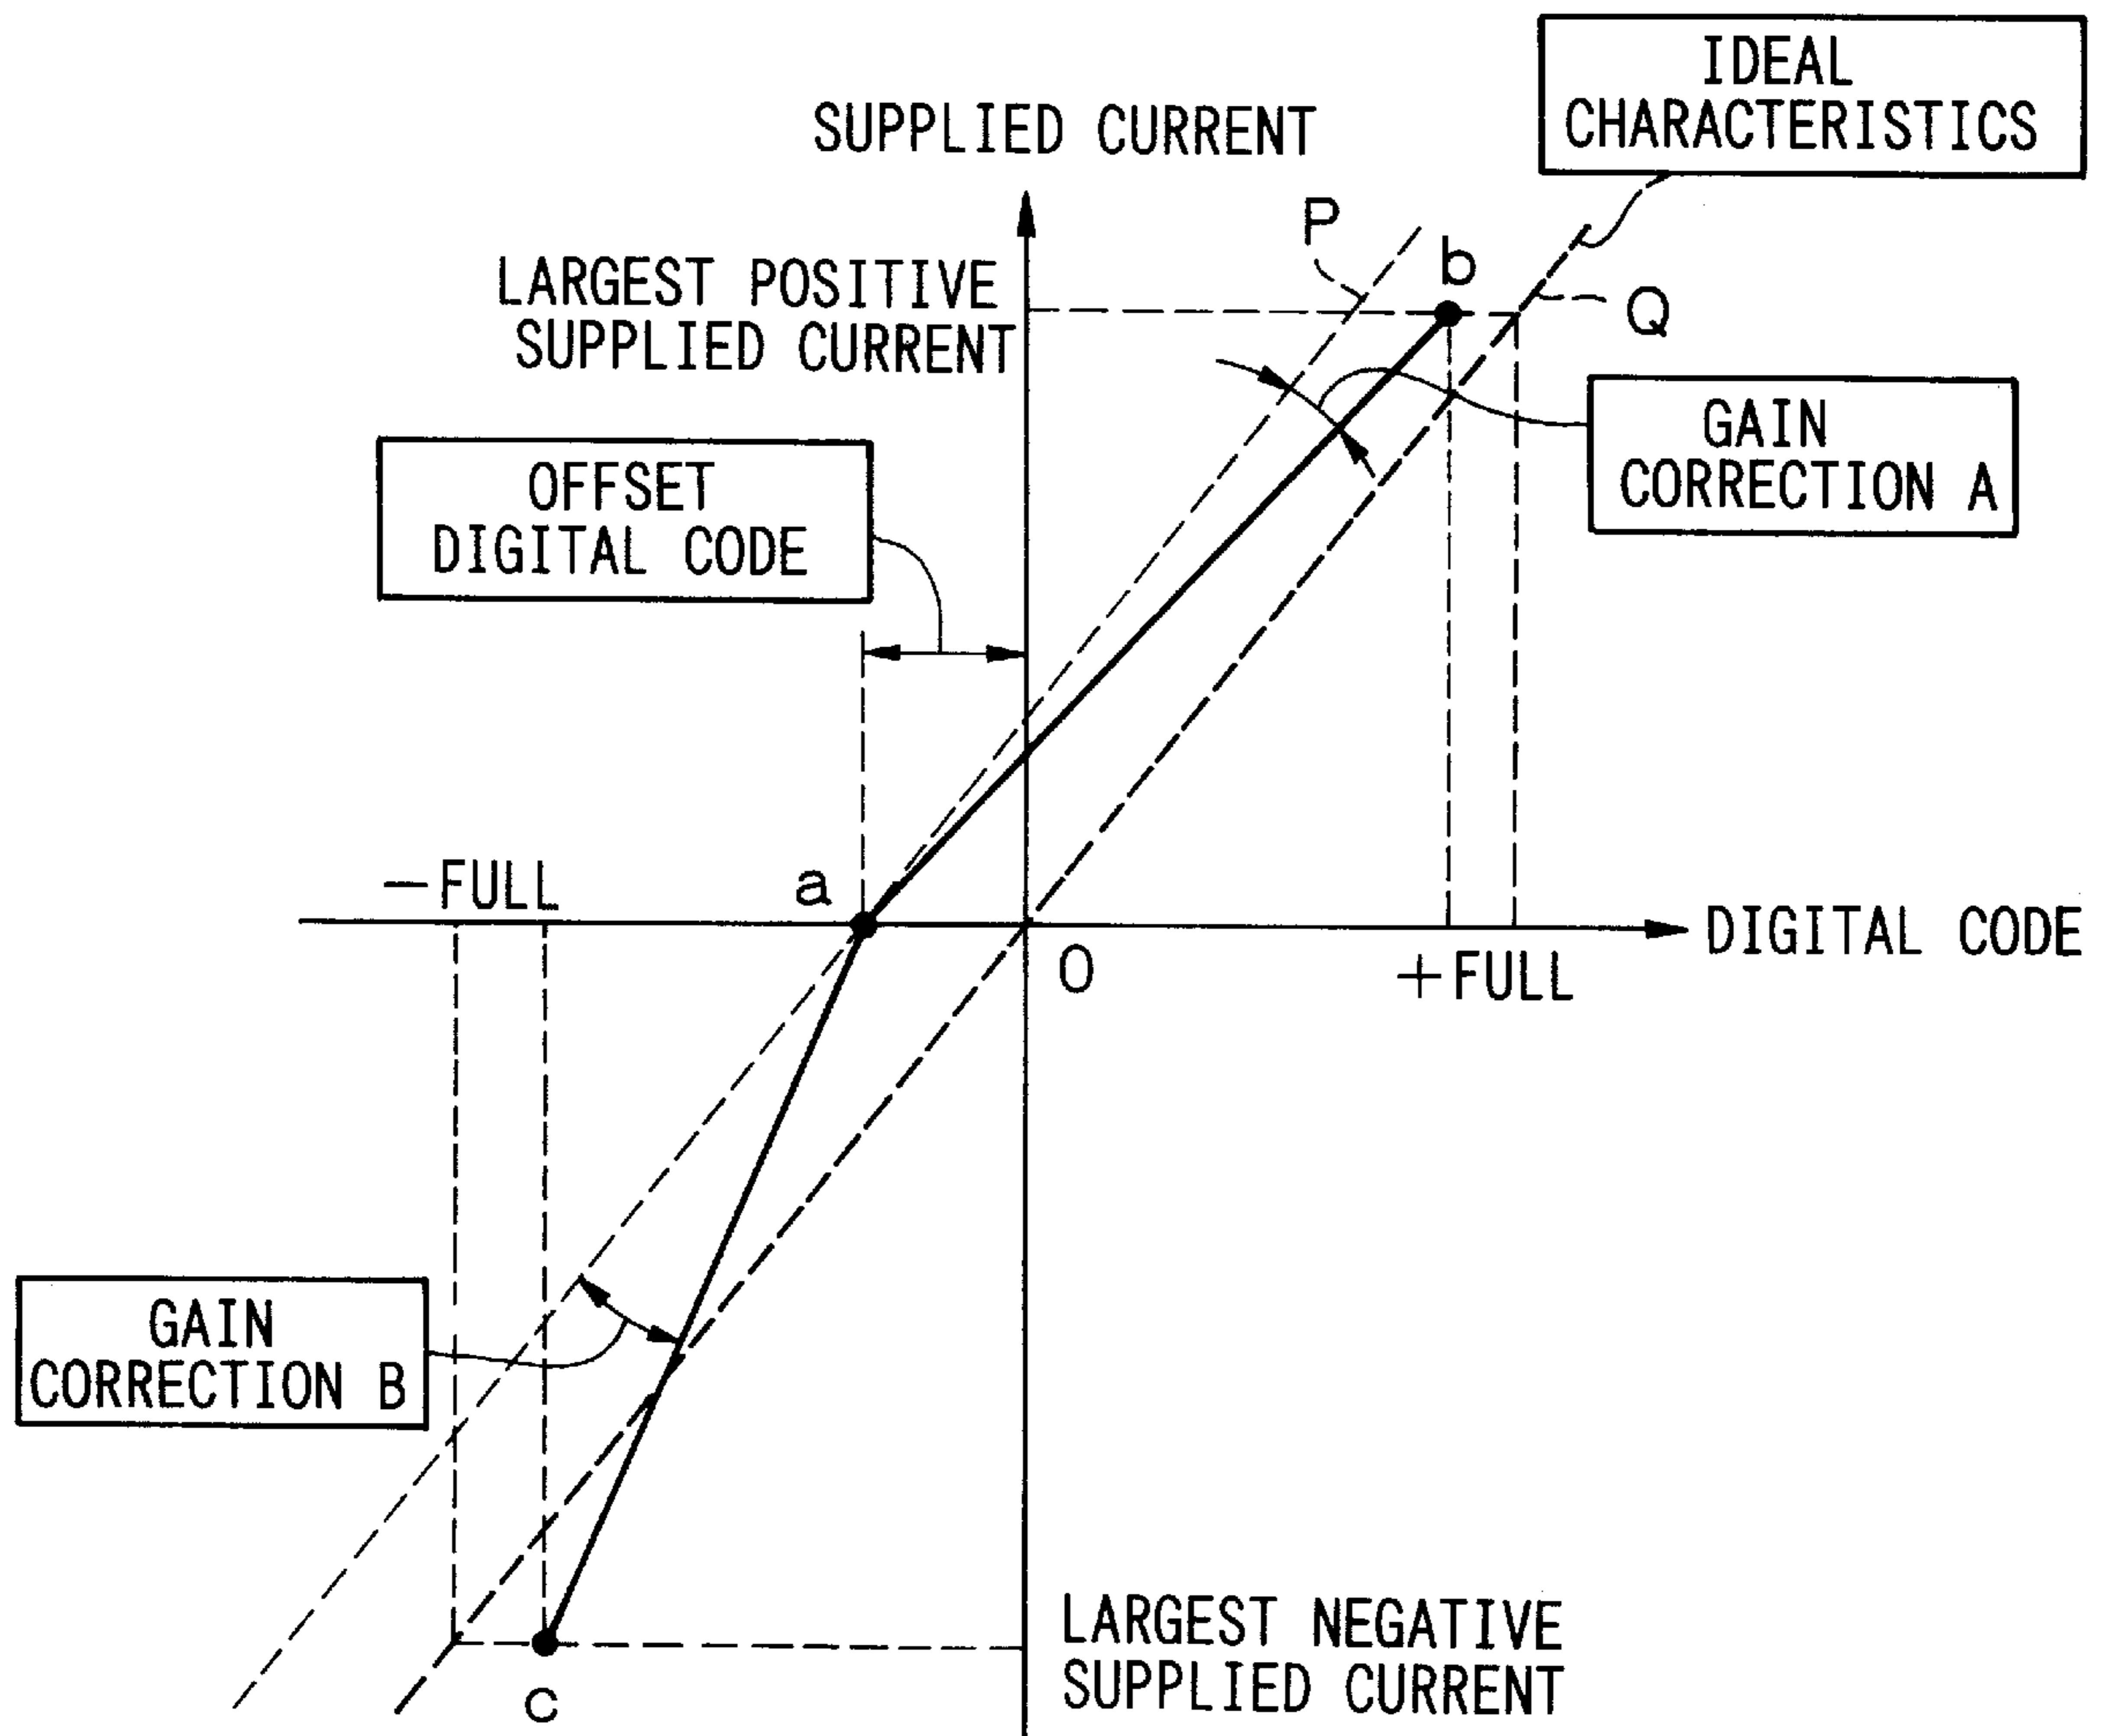 IDEAL
CHARACTERISTICS
SUPPLIED CURRENT
P
b
LARGEST POSITIVE
SUPPLIED CURRENT
Q
GAIN
CORRECTION A
OFFSET
DIGITAL CODE
-FULL
a
DIGITAL CODE
0
+FULL
GAIN
CORRECTION B
LARGEST NEGATIVE
SUPPLIED CURRENT
c